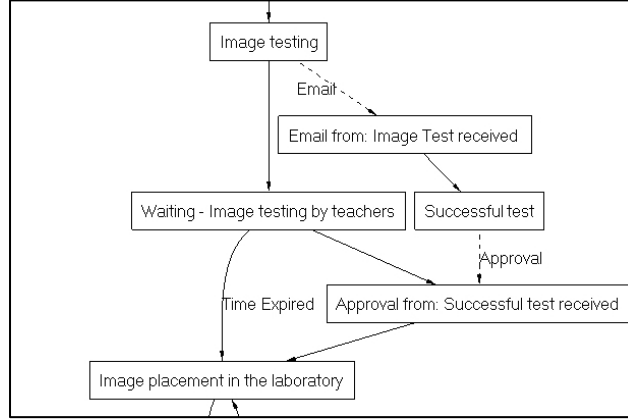 Image testing
Email
Email from: Image Test received
Waiting - Image testing by teachers
Successful test
Approval
Time Expired
Approval from: Successful test received
Image placement in the laboratory